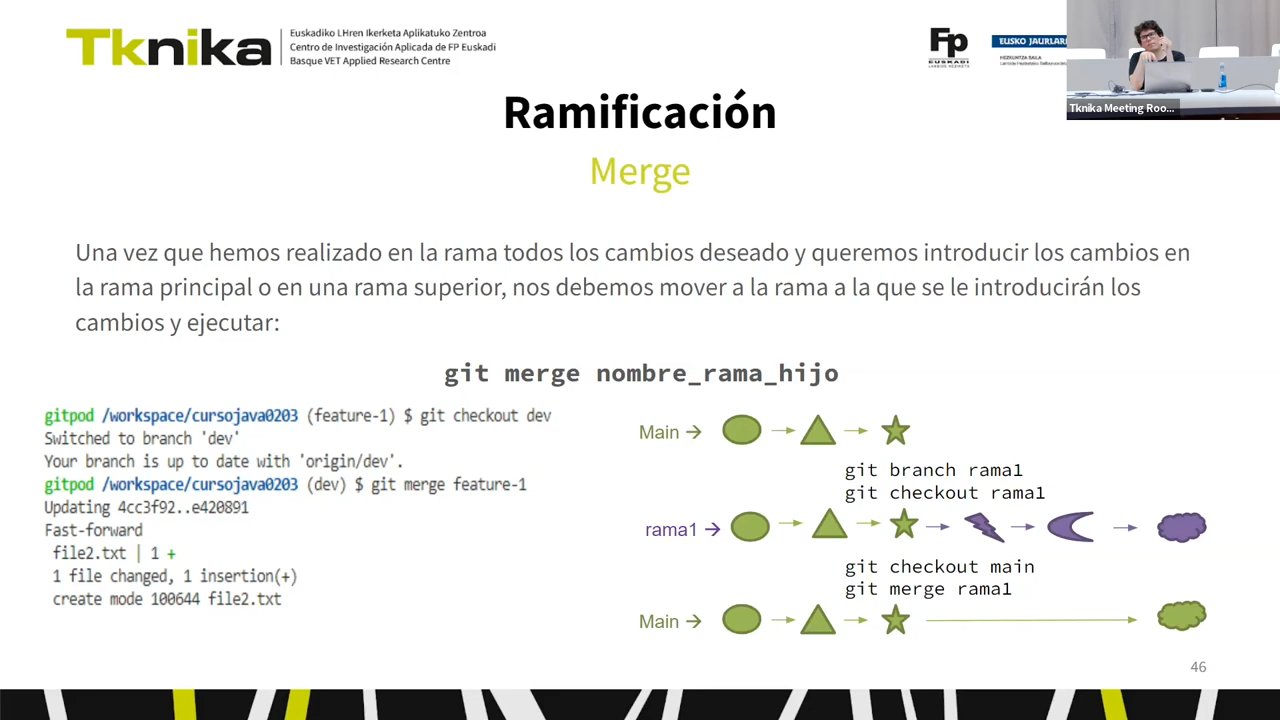 Tknika
Euskadiko LHren Ikerketa Aplikatuko Zentroa
Centro de Investigación Aplicada de FP Euskadi
Basque VET Applied Research Centre
Fp
EUSKADI
EUSKO JAURLAR
HEZKUNTZA SAILA
Tknika Meeting Roo...
Ramificación
Merge
Una vez que hemos realizado en la rama todos los cambios deseado y queremos introducir los cambios en
la rama principal o en una rama superior, nos debemos mover a la rama a la que se le introducirán los
cambios y ejecutar:
git merge nombre_rama_hijo
gitpod /workspace/cursojava0203 (feature-1) $ git checkout dev
Switched to branch 'dev'
Your branch is up to date with 'origin/dev'.
gitpod /workspace/cursojava0203 (dev) $ git merge feature-1
Updating 4cc3f92..e420891
Fast-forward
file2.txt | 1 +
1 file changed, 1 insertion(+)
create mode 100644 file2.txt
Main →
git branch rama1
git checkout rama1
rama1 →
git checkout main
git merge rama1
Main →
46